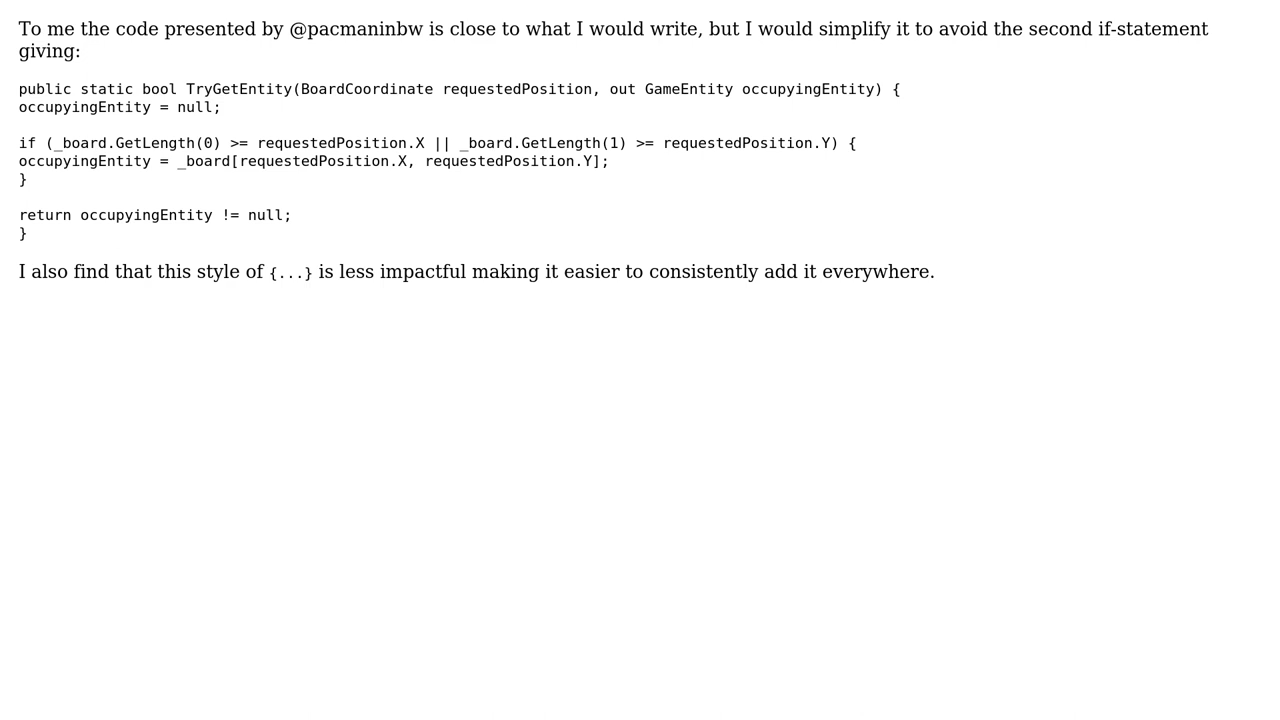 To me the code presented by @pacmaninbw is close to what I would write, but I would simplify it to avoid the second if-statement
giving:
public static bool TryGetEntity(BoardCoordinate requestedPosition, out GameEntity occupyingEntity) {
occupyingEntity = null;
if (_board.GetLength(0) >= requestedPosition.X || _board.GetLength(1) >= requestedPosition.Y) {
occupyingEntity = _board[requestedPosition.X, requestedPosition.Y];
}
return occupyingEntity != null;
}
I also find that this style of {...} is less impactful making it easier to consistently add it everywhere.